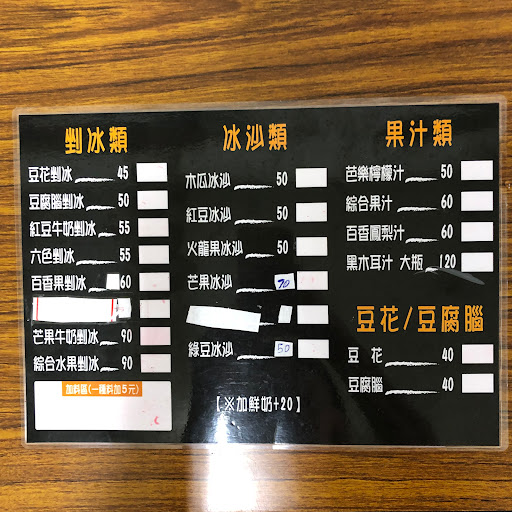 剉冰類
豆花剉冰 45
豆腐腦剉冰 50
紅豆牛奶剉冰 55
六色剉冰 55
百香果剉冰 60
芒果牛奶剉冰 90
綜合水果剉冰 90
加料區(一種料加5元)
冰沙類
木瓜冰沙 50
紅豆冰沙 50
火龍果冰沙 50
芒果冰沙 70
綠豆冰沙 50
【※加鮮奶+20】
果汁類
芭樂檸檬汁 50
綜合果汁 60
百香鳳梨汁 60
黑木耳汁 大瓶 120
豆花/豆腐腦
豆花 40
豆腐腦 40